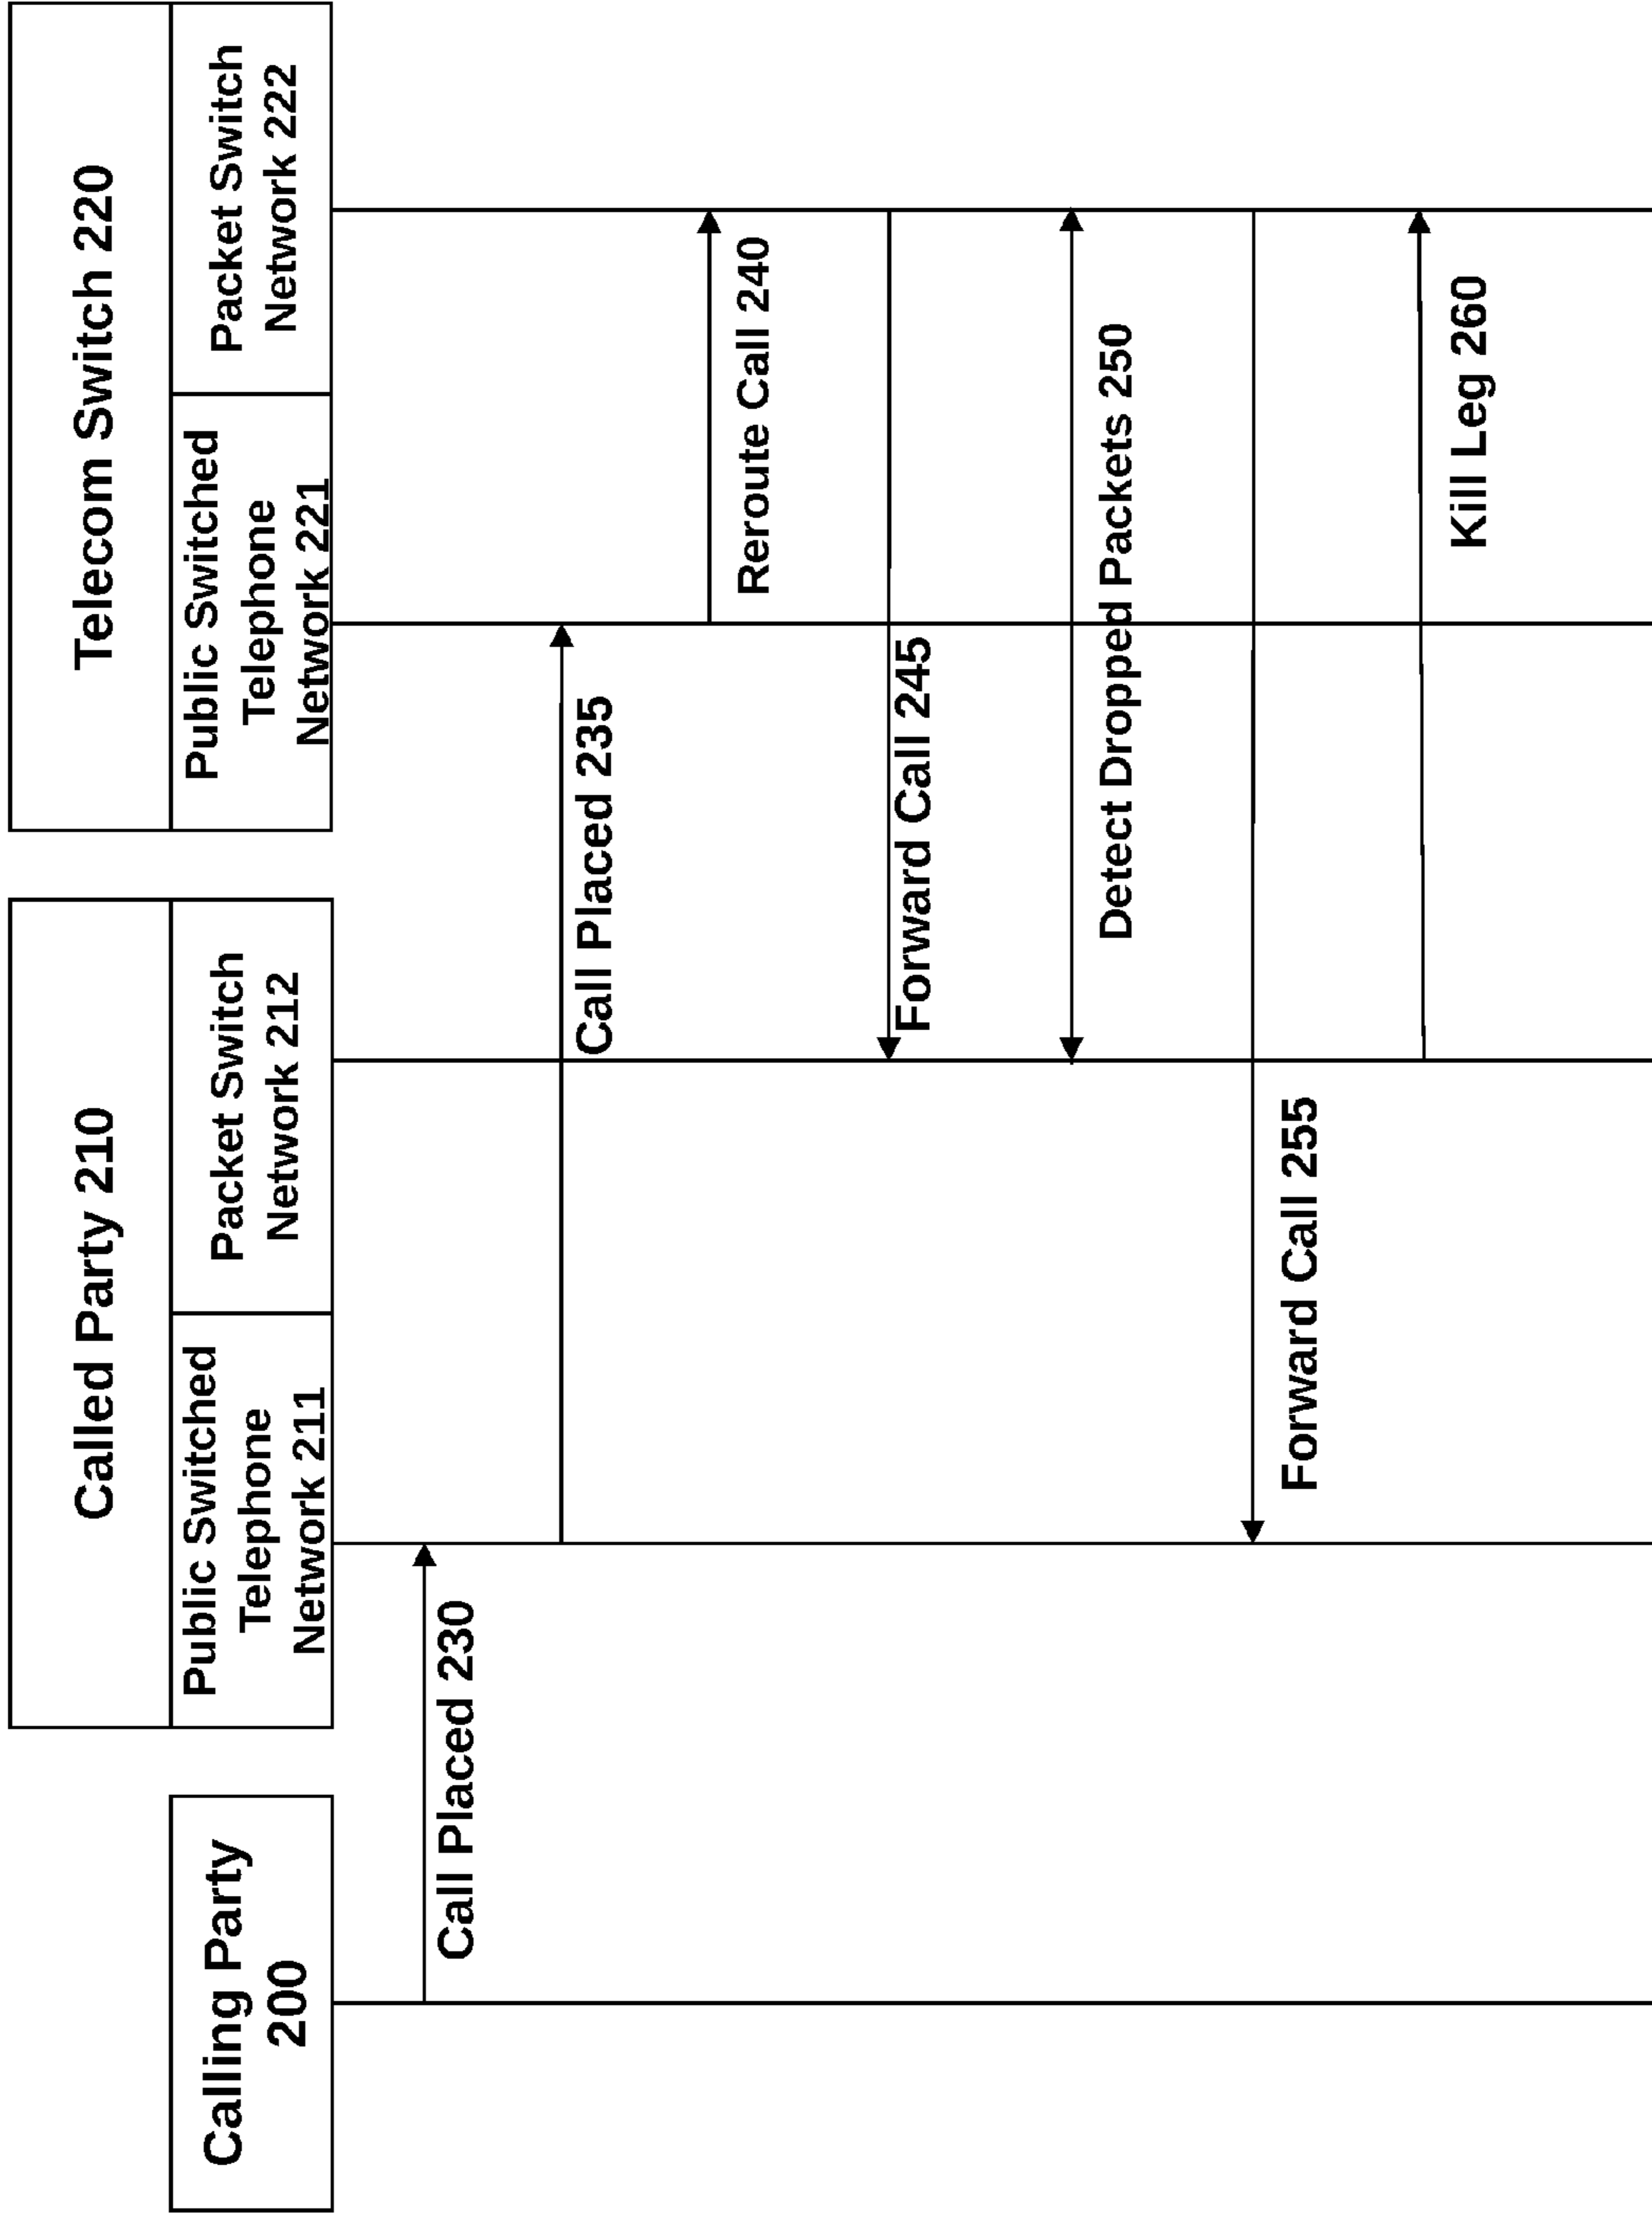 Called Party 210
Telecom Switch 220
Calling Party
200
Public Switched
Telephone
Network 211
Packet Switch
Network 212
Public Switched
Telephone
Network 221
Packet Switch
Network 222
Call Placed 230
Call Placed 235
Reroute Call 240
Forward Call 245
Detect Dropped Packets 250
Forward Call 255
Kill Leg 260